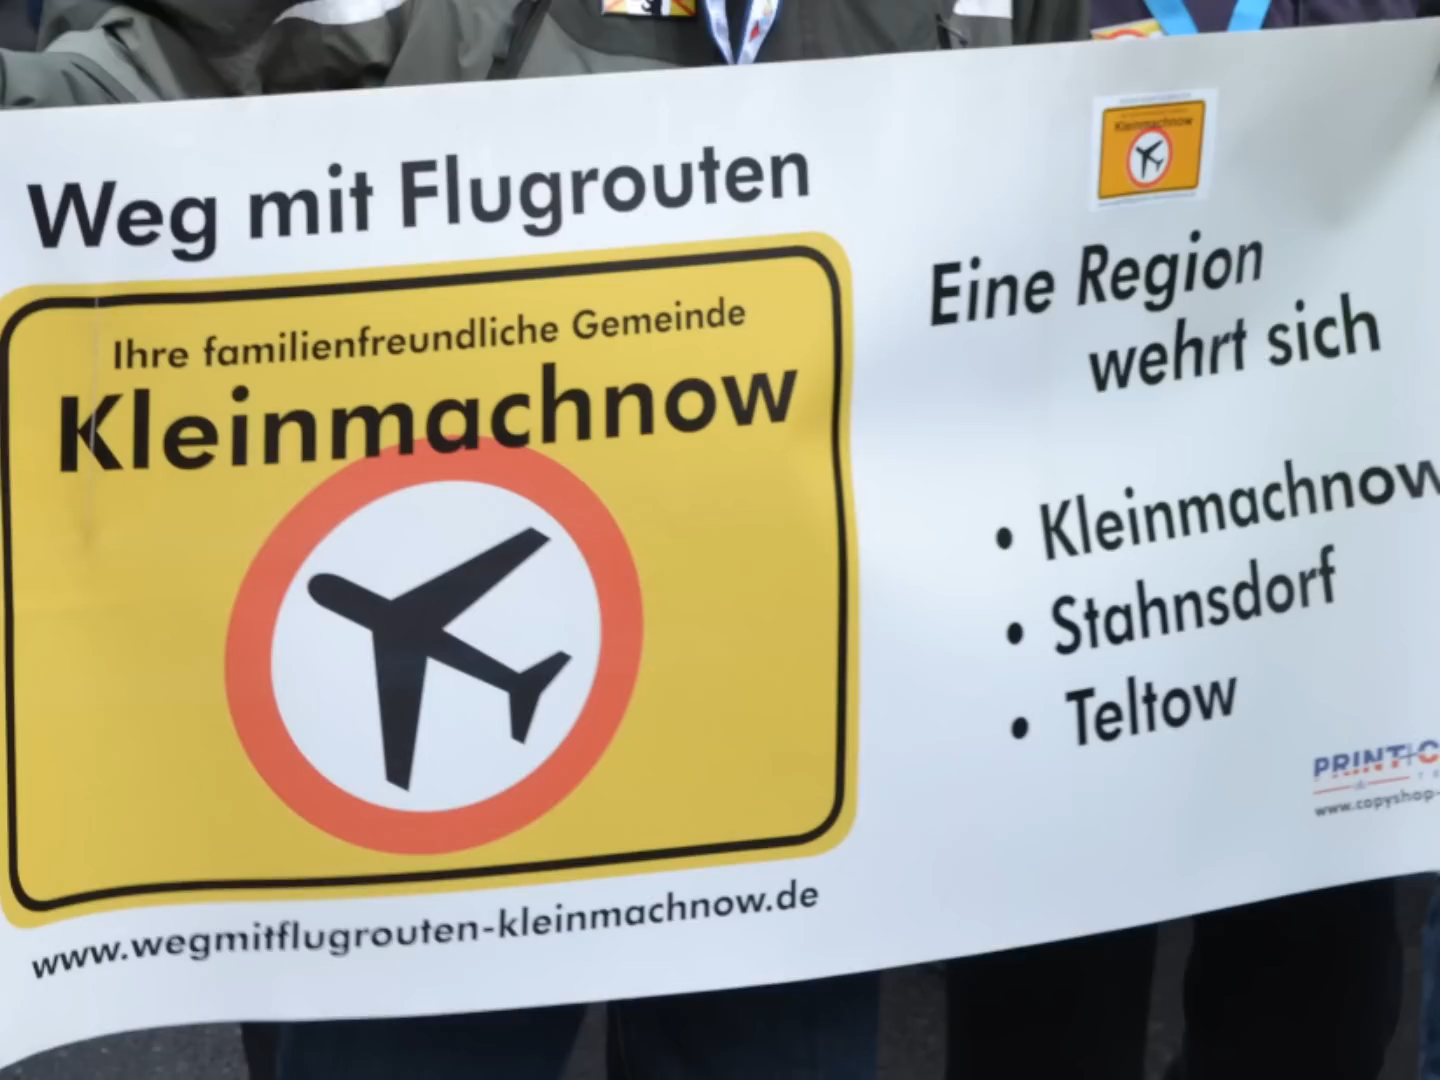 Weg mit Flugrouten
Ihre familienfreundliche Gemeinde
Kleinmachnow
www.wegmitflugrouten-kleinmachnow.de
Kleinmachnow
Eine Region
wehrt sich
• Kleinmachnow
• Stahnsdorf
• Teltow
PRINT+C
www.copyshop-